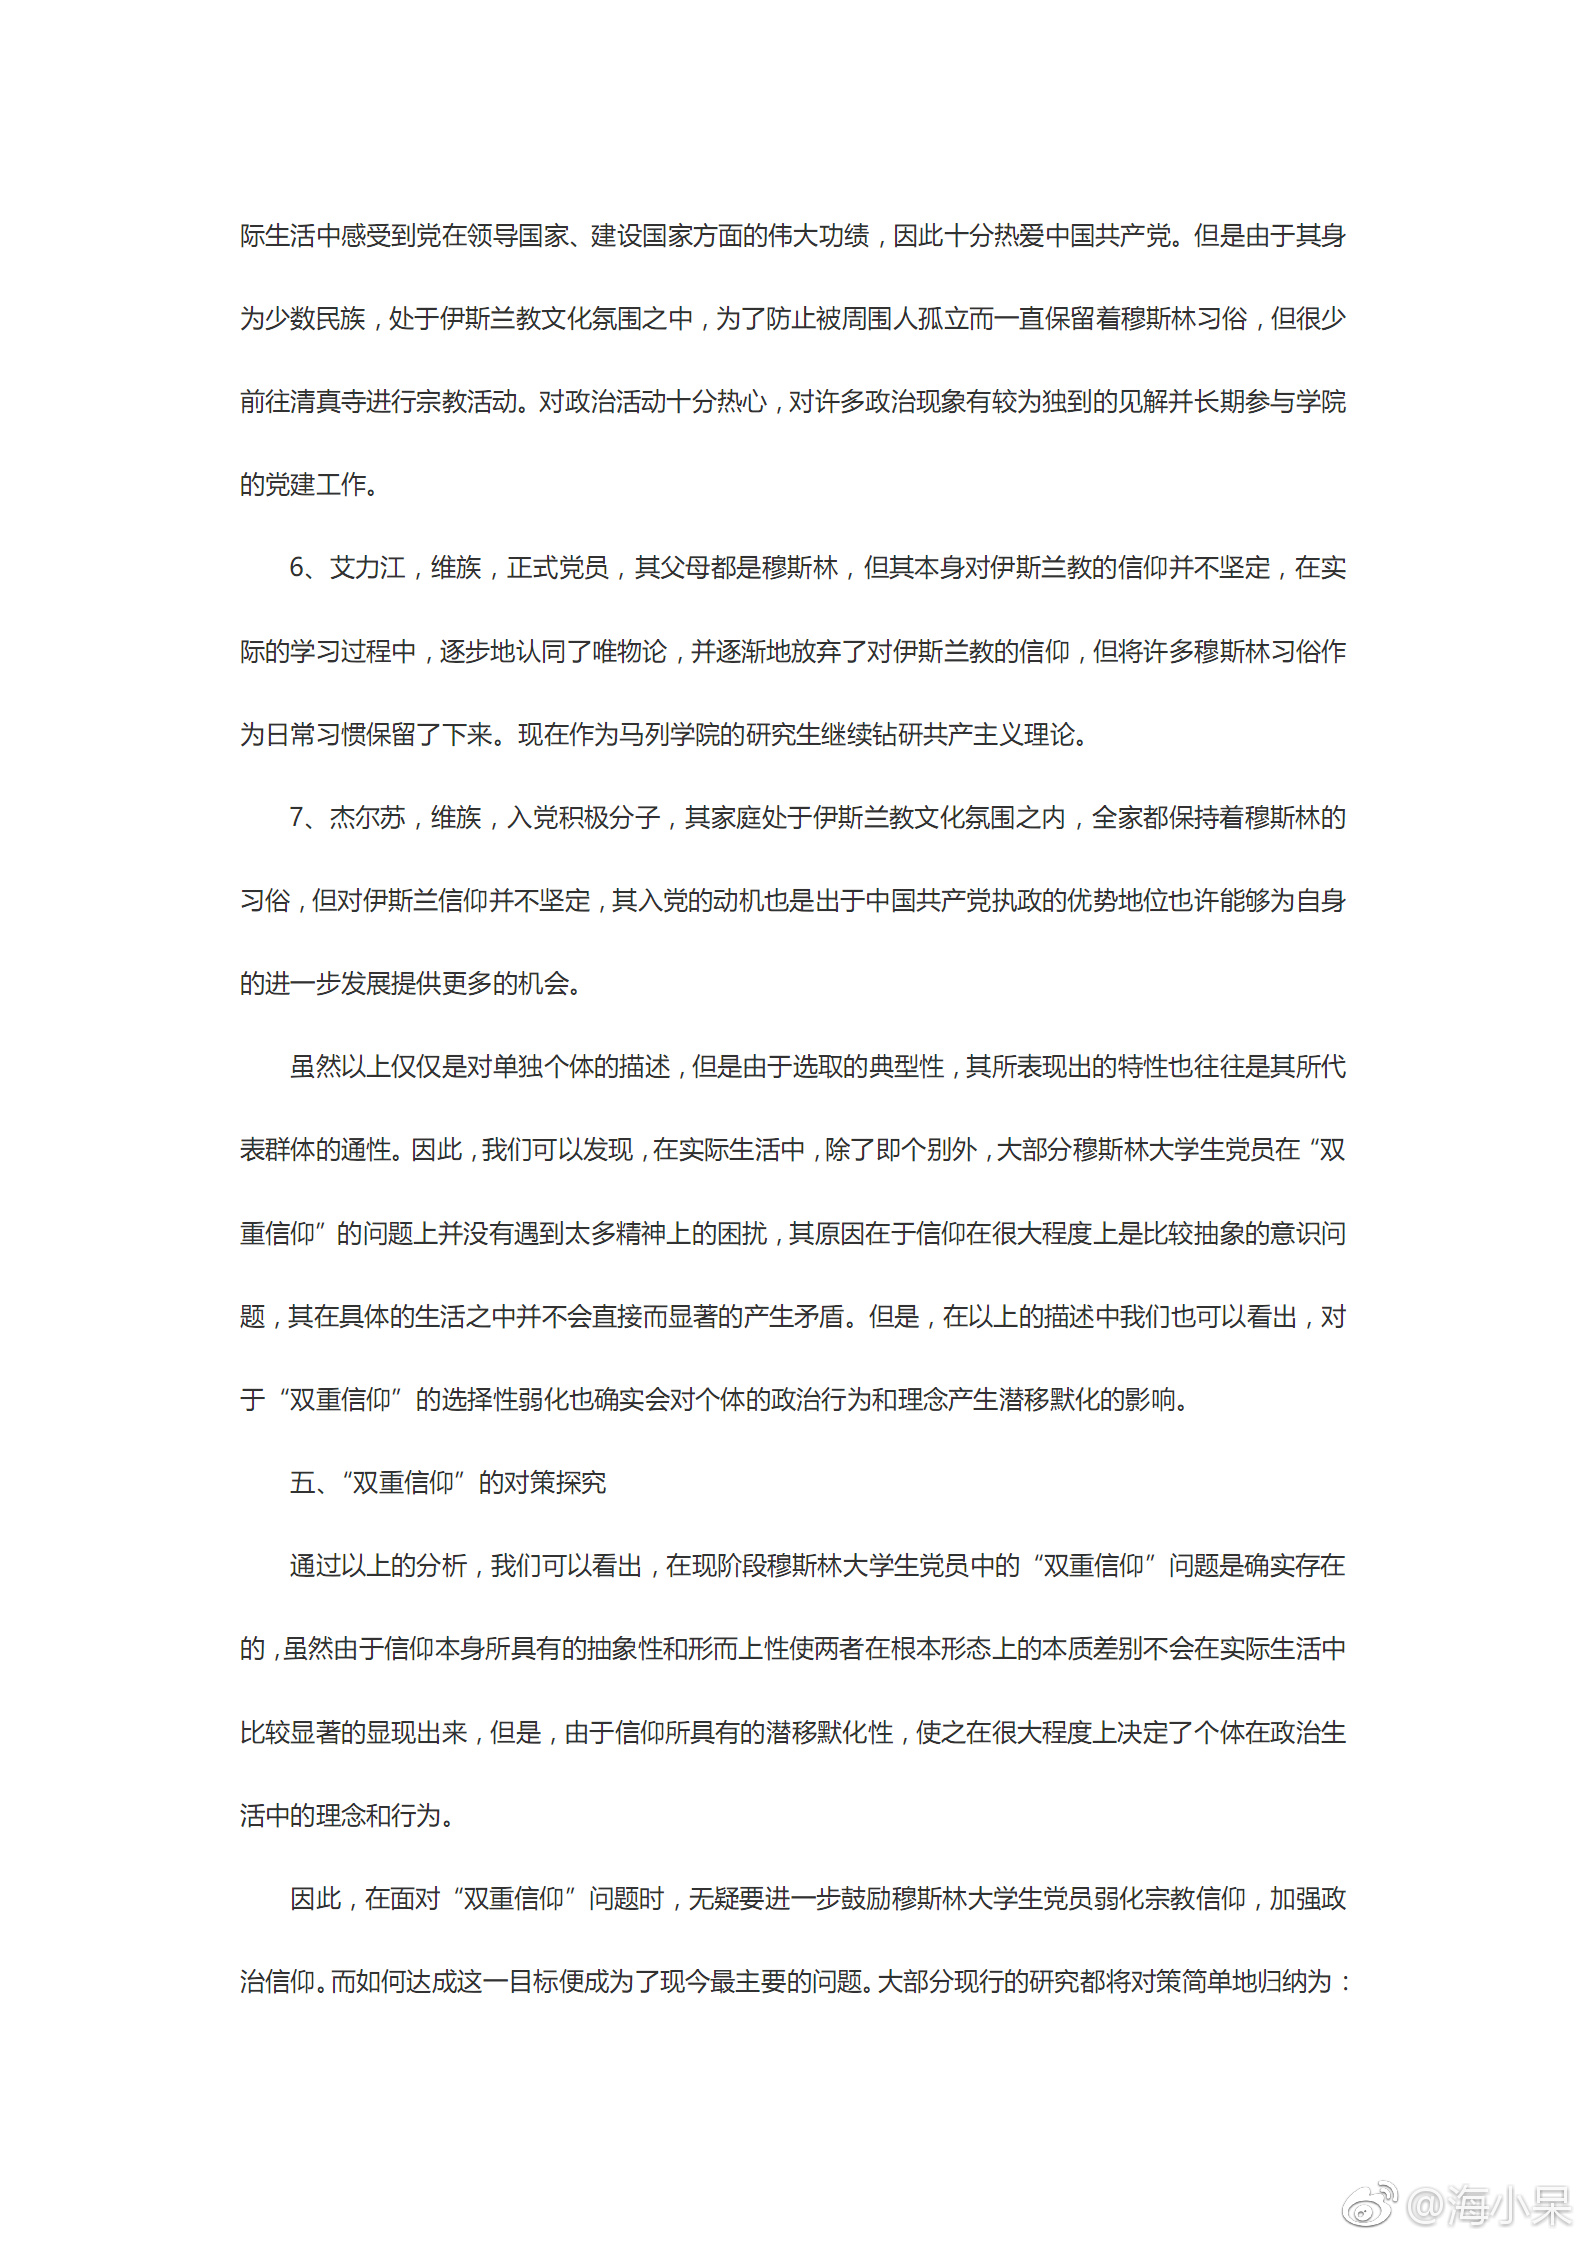 际生活中感受到党在领导国家、建设国家方面的伟大功绩，因此十分热爱中国共产党。但是由于其身
为少数民族，处于伊斯兰教文化氛围之中，为了防止被周围人孤立而一直保留着穆斯林习俗，但很少
前往清真寺进行宗教活动。对政治活动十分热心，对许多政治现象有较为独到的见解并长期参与学院
的党建工作。
6、艾力江，维族，正式党员，其父母都是穆斯林，但其本身对伊斯兰教的信仰并不坚定，在实
际的学习过程中，逐步地认同了唯物论，并逐渐地放弃了对伊斯兰教的信仰，但将许多穆斯林习俗作
为日常习惯保留了下来。现在作为马列学院的研究生继续钻研共产主义理论。
7、杰尔苏，维族，入党积极分子，其家庭处于伊斯兰教文化氛围之内，全家都保持着穆斯林的
习俗，但对伊斯兰信仰并不坚定，其入党的动机也是出于中国共产党执政的优势地位也许能够为自身
的进一步发展提供更多的机会。
虽然以上仅仅是对单独个体的描述，但是由于选取的典型性，其所表现出的特性也往往是其所代
表群体的通性。因此，我们可以发现，在实际生活中，除了即个别外，大部分穆斯林大学生党员在“双
重信仰”的问题上并没有遇到太多精神上的困扰，其原因在于信仰在很大程度上是比较抽象的意识问
题，其在具体的生活之中并不会直接而显著的产生矛盾。但是，在以上的描述中我们也可以看出，对
于“双重信仰”的选择性弱化也确实会对个体的政治行为和理念产生潜移默化的影响。
五、“双重信仰”的对策探究
通过以上的分析，我们可以看出，在现阶段穆斯林大学生党员中的“双重信仰”问题是确实存在
的，虽然由于信仰本身所具有的抽象性和形而上性使两者在根本形态上的本质差别不会在实际生活中
比较显著的显现出来，但是，由于信仰所具有的潜移默化性，使之在很大程度上决定了个体在政治生
活中的理念和行为。
因此，在面对“双重信仰”问题时，无疑要进一步鼓励穆斯林大学生党员弱化宗教信仰，加强政
治信仰。而如何达成这一目标便成为了现今最主要的问题。大部分现行的研究都将对策简单地归纳为：
@海小呆